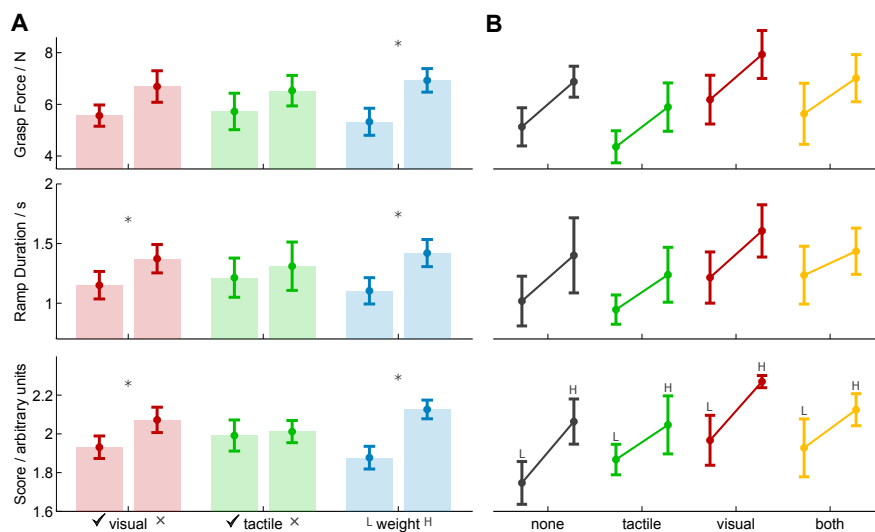 A
B
Grasp Force / N
8
6
4
*
Ramp Duration / s
2
1.5
1
*
*
Score / arbitrary units
2.2
2
1.8
1.6
*
*
L
H
L
H
L
H
L
H
✓ visual ×
✓ tactile ×
L weight H
none
tactile
visual
both